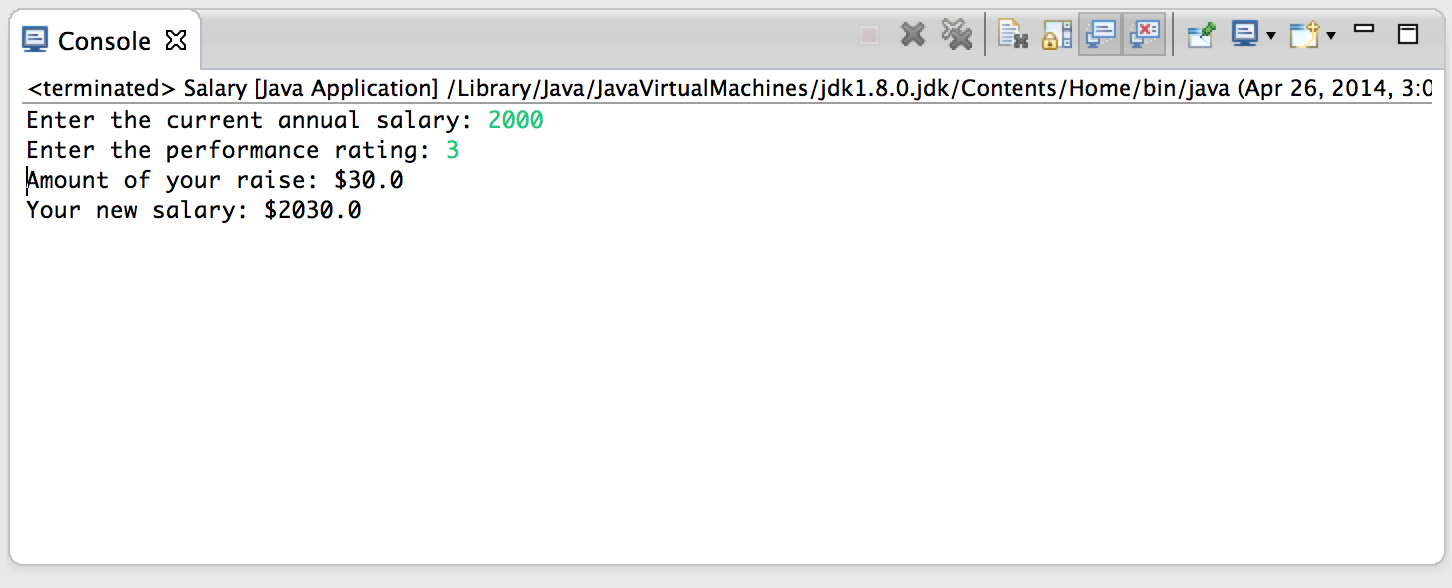 Console
<terminated> Salary [Java Application] /Library/Java/JavaVirtualMachines/jdk1.8.0.jdk/Contents/Home/bin/java (Apr 26, 2014, 3:0
Enter the current annual salary: 2000
Enter the performance rating: 3
Amount of your raise: $30.0
Your new salary: $2030.0